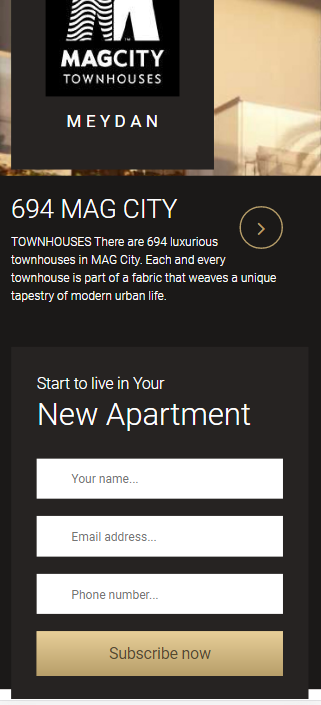 MAGCITY
TOWNHOUSES
MEYDAN
694 MAG CITY
TOWNHOUSES There are 694 luxurious
townhouses in MAG City. Each and every
townhouse is part of a fabric that weaves a unique
tapestry of modern urban life.
Start to live in Your
New Apartment
Your name...
Email address...
Phone number...
Subscribe now